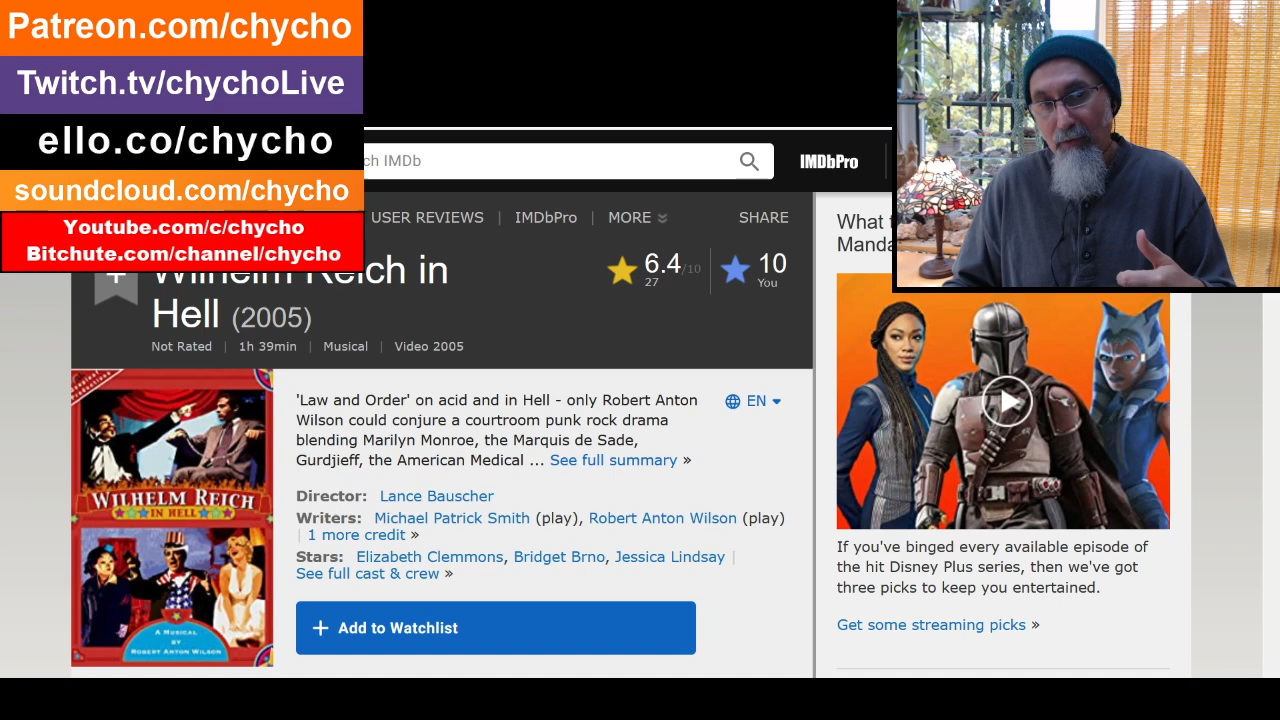 Patreon.com/chycho
Twitch.tv/chychoLive
ello.co/chycho
soundcloud.com/chycho
Youtube.com/c/chycho
Bitchute.com/channel/chycho
ch IMDb
IMDbPro
USER REVIEWS | IMDbPro | MORE
SHARE
Wilhelm Reich in
Hell (2005)
6.4/10
27
10
You
Not Rated | 1h 39min | Musical | Video 2005
WILHELM REICH
IN HELL
A MUSICAL
BY
ROBERT ANTON WILSON
'Law and Order' on acid and in Hell - only Robert Anton
Wilson could conjure a courtroom punk rock drama
blending Marilyn Monroe, the Marquis de Sade,
Gurdjieff, the American Medical ... See full summary »
EN
Director: Lance Bauscher
Writers: Michael Patrick Smith (play), Robert Anton Wilson (play)
| 1 more credit »
Stars: Elizabeth Clemmons, Bridget Brno, Jessica Lindsay |
See full cast & crew »
+ Add to Watchlist
What
Manda
If you've binged every available episode of
the hit Disney Plus series, then we've got
three picks to keep you entertained.
Get some streaming picks »